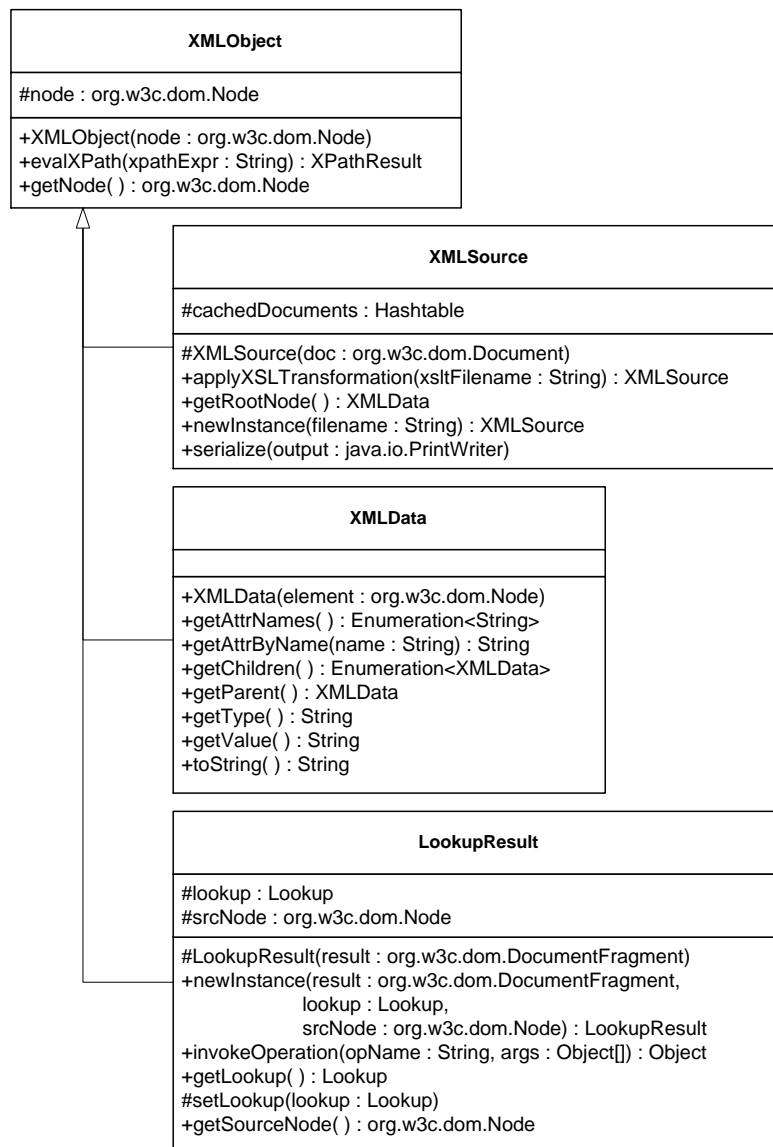 XMLObject
#node : org.w3c.dom.Node
+XMLObject(node : org.w3c.dom.Node)
+evalXPath(xpathExpr : String) : XPathResult
+getNode( ) : org.w3c.dom.Node
XMLSource
#cachedDocuments : Hashtable
#XMLSource(doc : org.w3c.dom.Document)
+applyXSLTransformation(xsltFilename : String) : XMLSource
+getRootNode( ) : XMLData
+newInstance(filename : String) : XMLSource
+serialize(output : java.io.PrintWriter)
XMLData
+XMLData(element : org.w3c.dom.Node)
+getAttrNames( ) : Enumeration<String>
+getAttrByName(name : String) : String
+getChildren( ) : Enumeration<XMLData>
+getParent( ) : XMLData
+getType( ) : String
+getValue( ) : String
+toString( ) : String
LookupResult
#lookup : Lookup
#srcNode : org.w3c.dom.Node
#LookupResult(result : org.w3c.dom.DocumentFragment)
+newInstance(result : org.w3c.dom.DocumentFragment,
lookup : Lookup,
srcNode : org.w3c.dom.Node) : LookupResult
+invokeOperation(opName : String, args : Object[]) : Object
+getLookup( ) : Lookup
#setLookup(lookup : Lookup)
+getSourceNode( ) : org.w3c.dom.Node